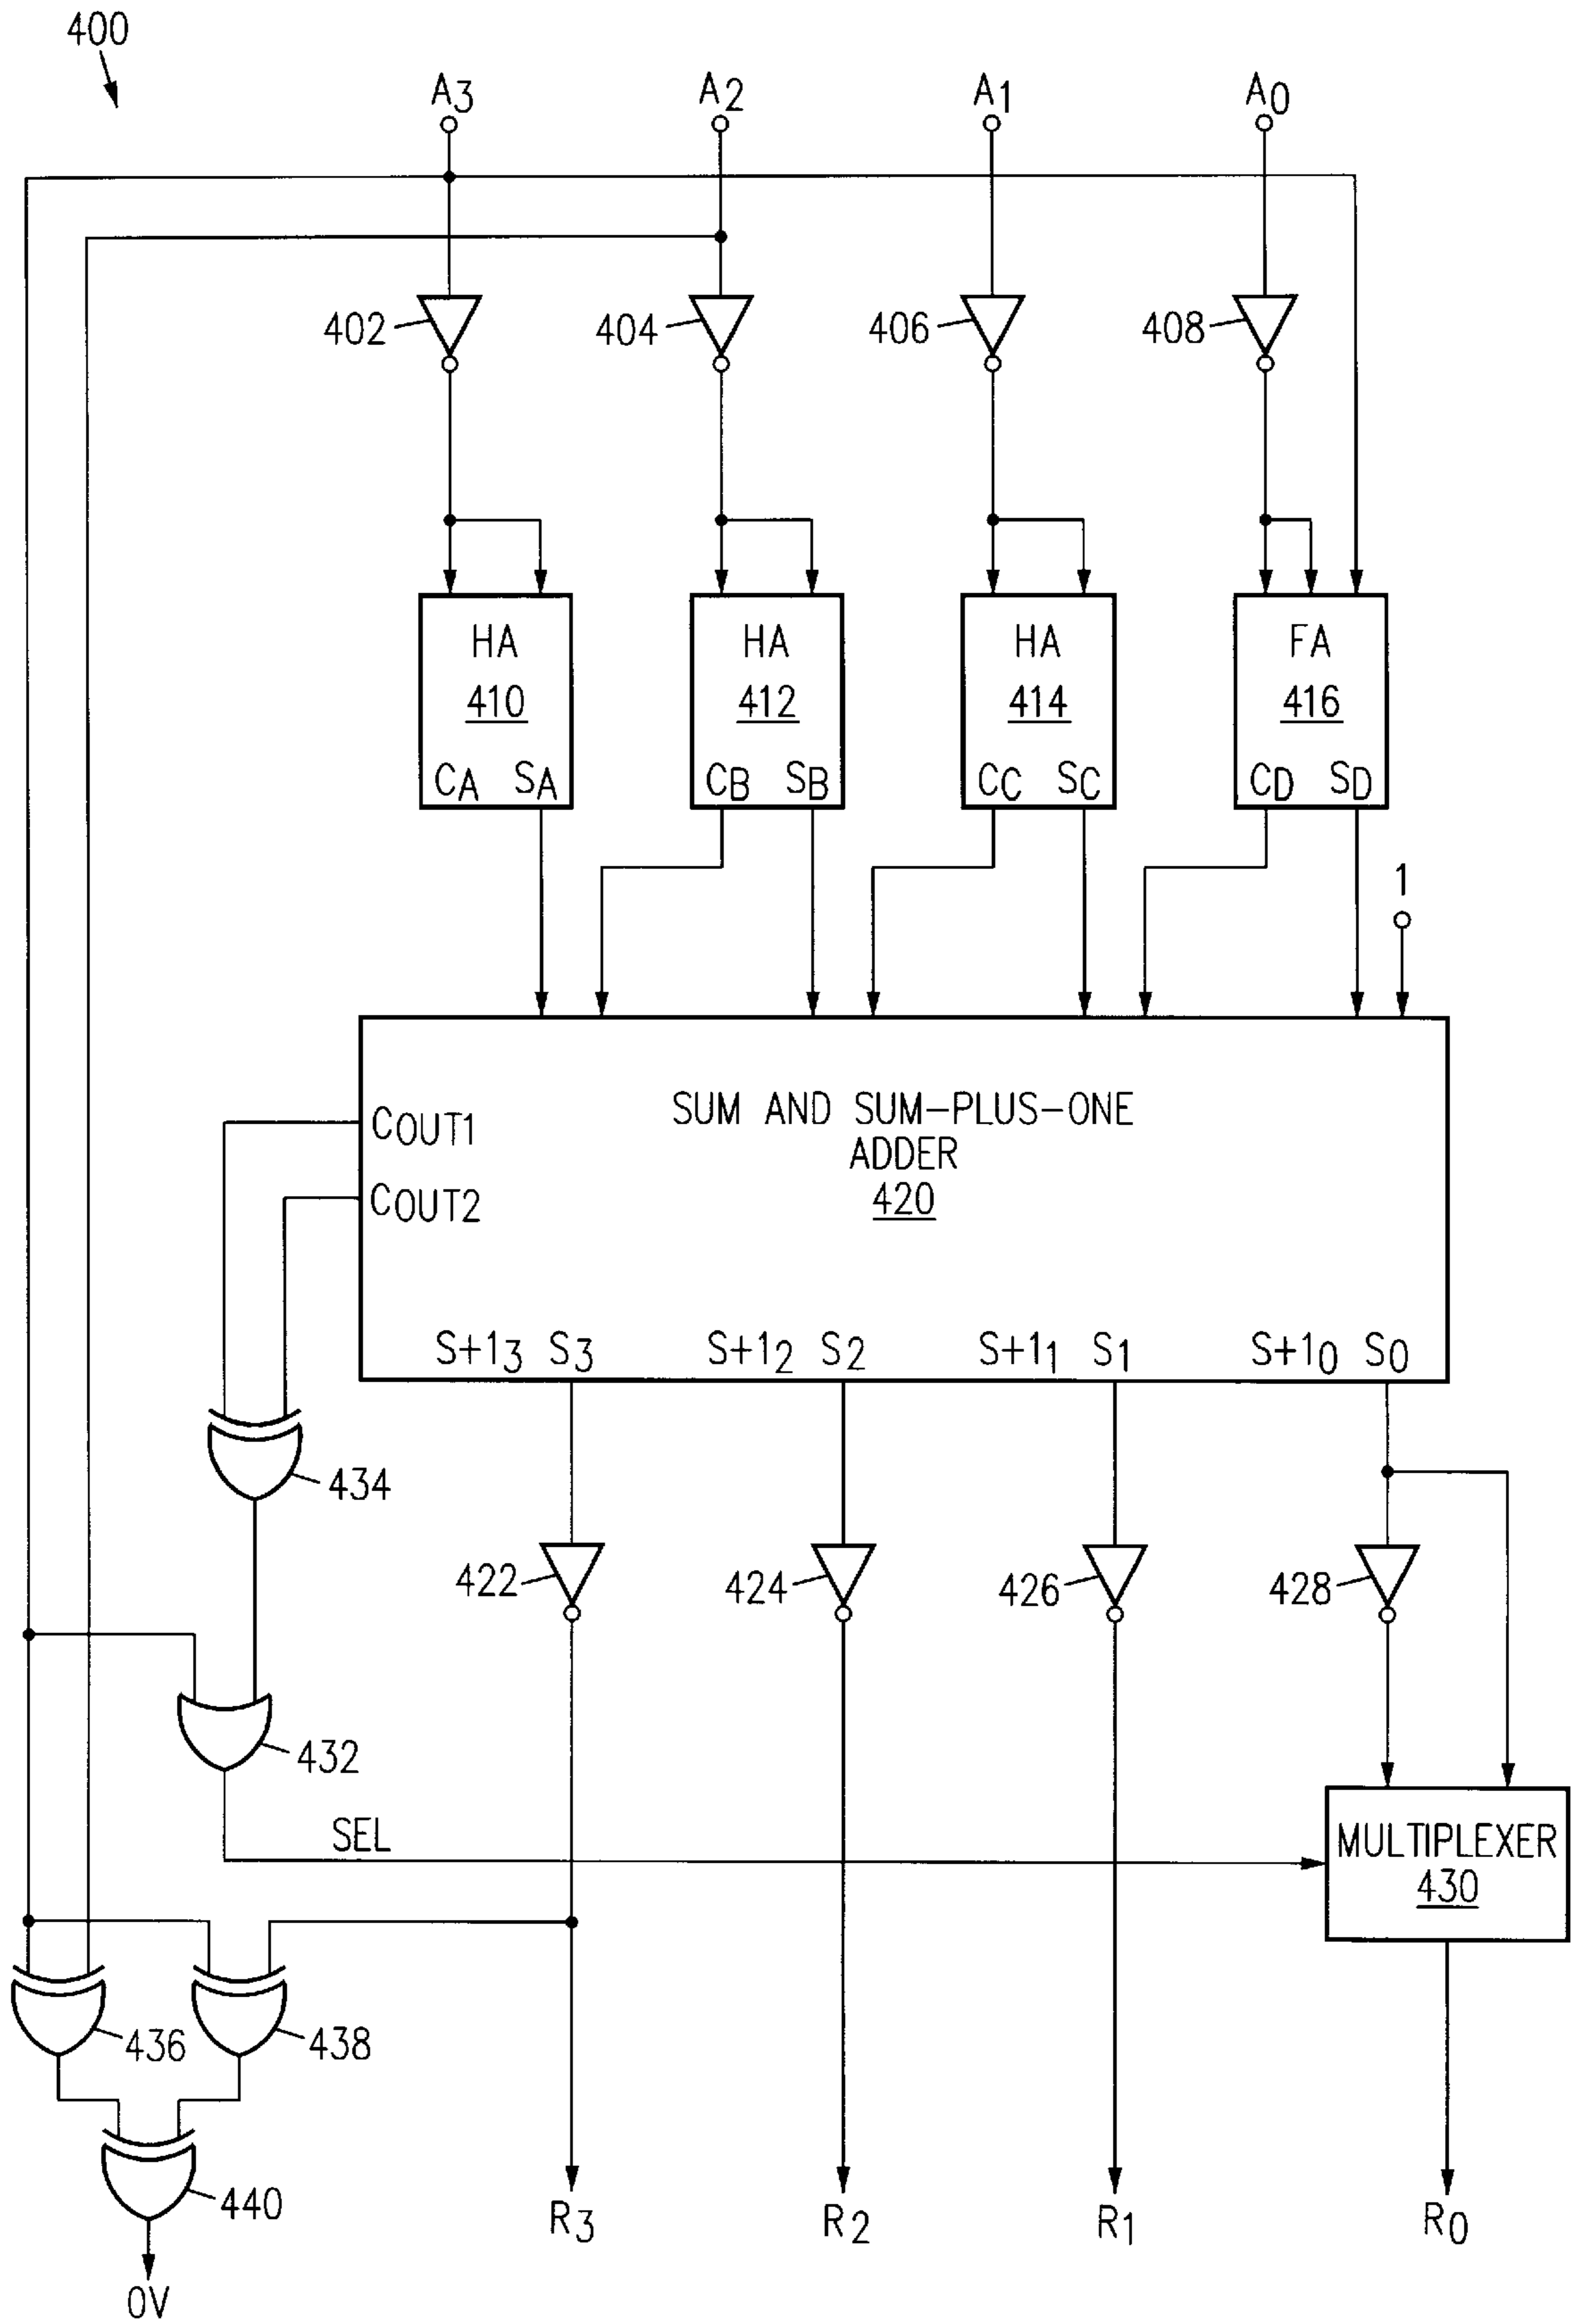 400
A3 A2 A1 A0
402 404 406 408
HA HA HA FA
410 412 414 416
CA SA CB SB CC SC CD SD
1
COUT1 SUM AND SUM-PLUS-ONE
ADDER
COUT2 420
S+13 S3 S+12 S2 S+11 S1 S+10 S0
434
422 424 426 428
432
SEL MULTIPLEXER
430
436 438
440
R3 R2 R1 R0
OV